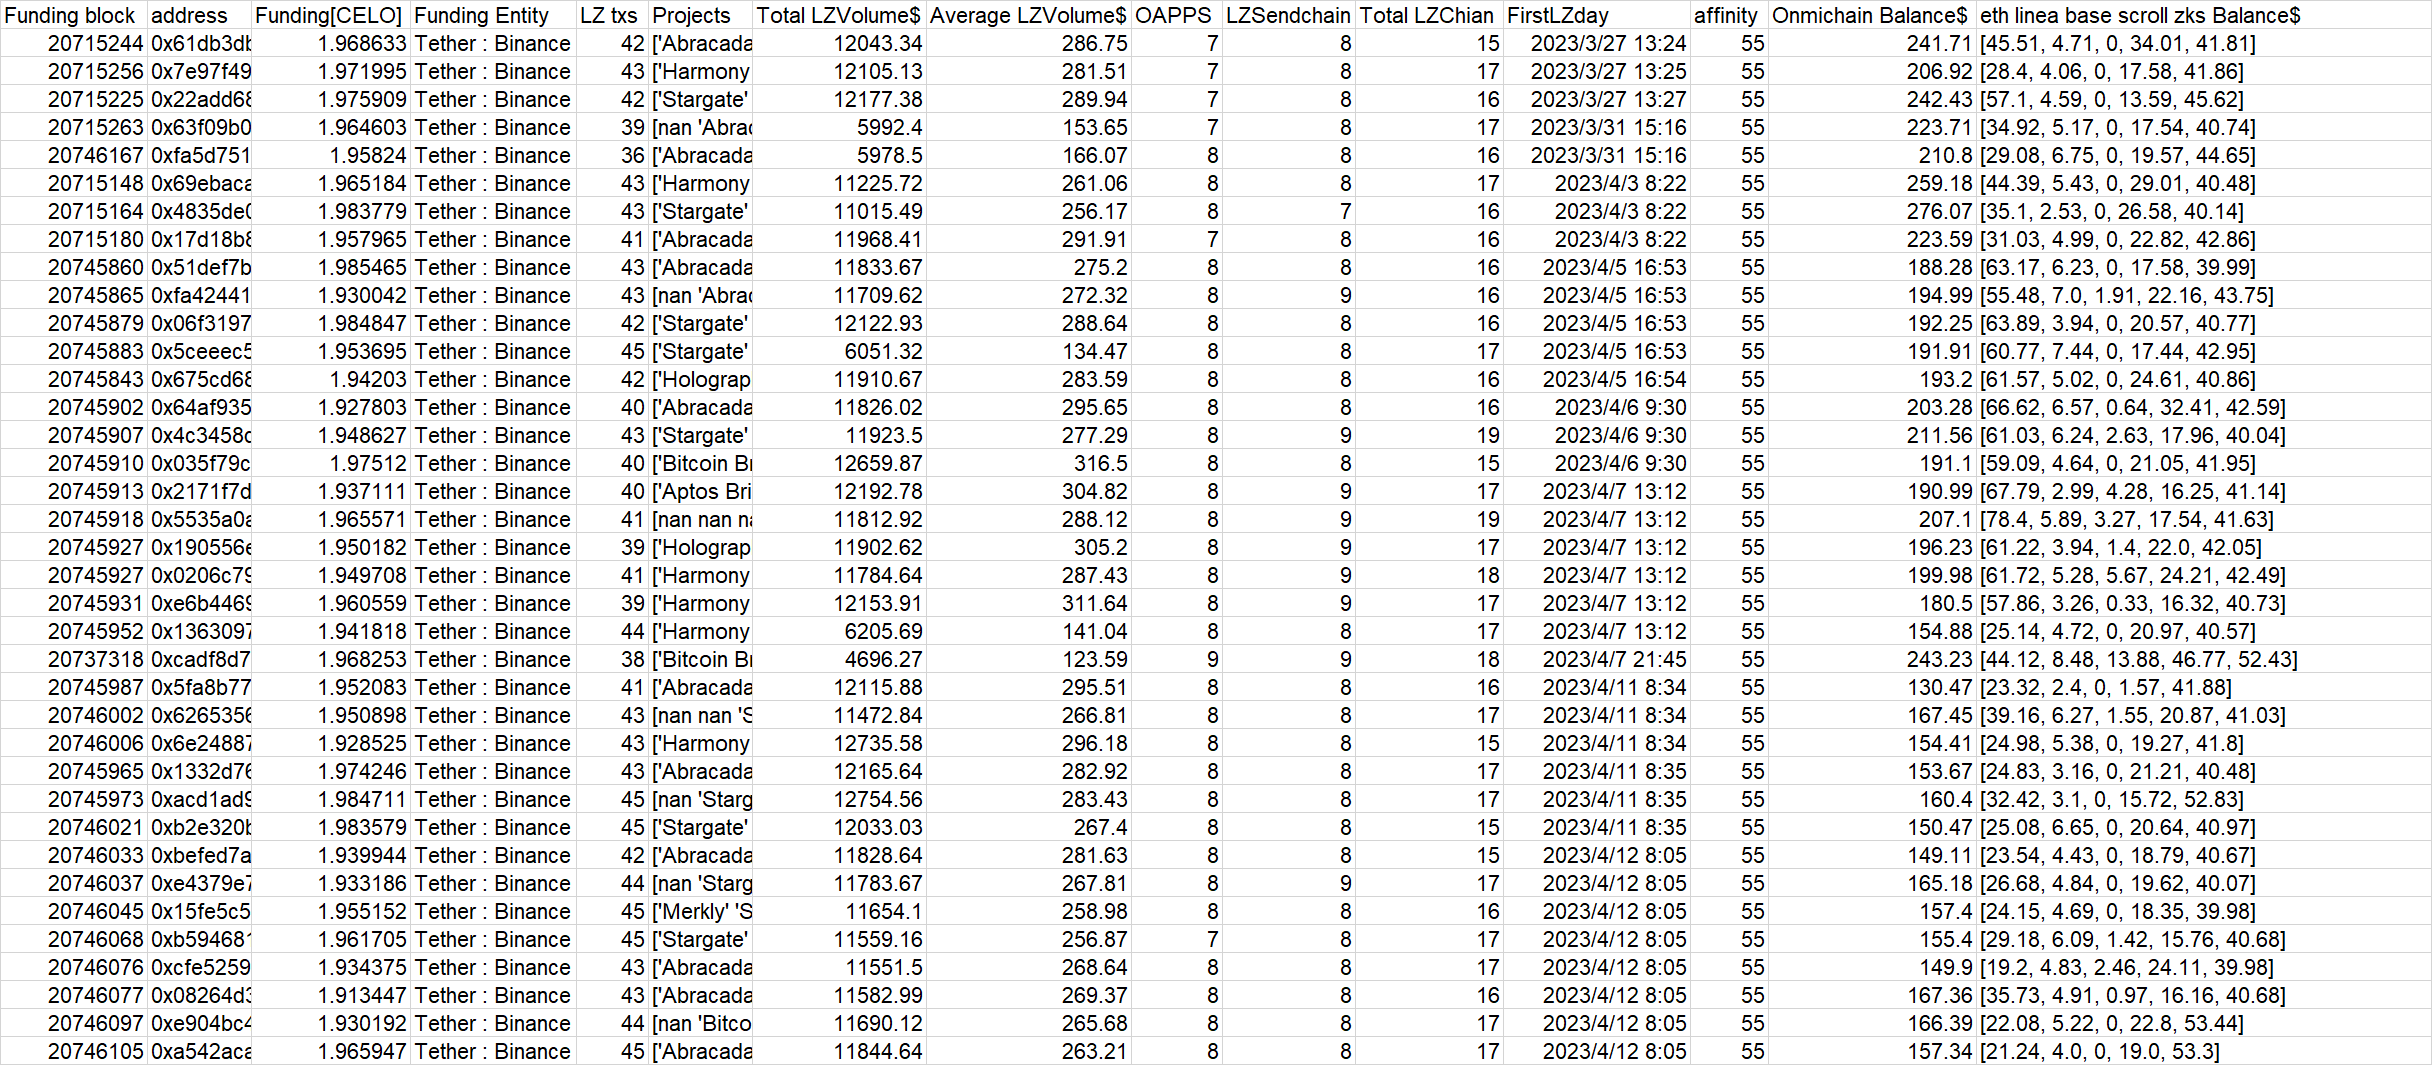 Funding block address Funding[CELO] Funding Entity LZ txs Projects Total LZVolume$ Average LZVolume$ OAPPS LZSendchain Total LZChian FirstLZday affinity Onmichain Balance$ eth linea base scroll zks Balance$
20715244 0x61db3db 1.968633 Tether : Binance 42 ['Abracada 12043.34 286.75 7 8 15 2023/3/27 13:24 55 241.71 [45.51, 4.71, 0, 34.01, 41.81]
20715256 0x7e97f49 1.971995 Tether : Binance 43 ['Harmony 12105.13 281.51 7 8 17 2023/3/27 13:25 55 206.92 [28.4, 4.06, 0, 17.58, 41.86]
20715225 0x22add68 1.975909 Tether : Binance 42 ['Stargate' 12177.38 289.94 7 8 16 2023/3/27 13:27 55 242.43 [57.1, 4.59, 0, 13.59, 45.62]
20715263 0x63f09b0 1.964603 Tether : Binance 39 [nan 'Abrac 5992.4 153.65 7 8 17 2023/3/31 15:16 55 223.71 [34.92, 5.17, 0, 17.54, 40.74]
20746167 0xfa5d751 1.95824 Tether : Binance 36 ['Abracada 5978.5 166.07 8 8 16 2023/3/31 15:16 55 210.8 [29.08, 6.75, 0, 19.57, 44.65]
20715148 0x69ebaca 1.965184 Tether : Binance 43 ['Harmony 11225.72 261.06 8 8 17 2023/4/3 8:22 55 259.18 [44.39, 5.43, 0, 29.01, 40.48]
20715164 0x4835de0 1.983779 Tether : Binance 43 ['Stargate' 11015.49 256.17 8 7 16 2023/4/3 8:22 55 276.07 [35.1, 2.53, 0, 26.58, 40.14]
20715180 0x17d18b8 1.957965 Tether : Binance 41 ['Abracada 11968.41 291.91 7 8 16 2023/4/3 8:22 55 223.59 [31.03, 4.99, 0, 22.82, 42.86]
20745860 0x51def7b 1.985465 Tether : Binance 43 ['Abracada 11833.67 275.2 8 8 16 2023/4/5 16:53 55 188.28 [63.17, 6.23, 0, 17.58, 39.99]
20745865 0xfa42441 1.930042 Tether : Binance 43 [nan 'Abrac 11709.62 272.32 8 9 16 2023/4/5 16:53 55 194.99 [55.48, 7.0, 1.91, 22.16, 43.75]
20745879 0x06f3197 1.984847 Tether : Binance 42 ['Stargate' 12122.93 288.64 8 8 16 2023/4/5 16:53 55 192.25 [63.89, 3.94, 0, 20.57, 40.77]
20745883 0x5ceeec5 1.953695 Tether : Binance 45 ['Stargate' 6051.32 134.47 8 8 17 2023/4/5 16:53 55 191.91 [60.77, 7.44, 0, 17.44, 42.95]
20745843 0x675cd68 1.94203 Tether : Binance 42 ['Holograp 11910.67 283.59 8 8 16 2023/4/5 16:54 55 193.2 [61.57, 5.02, 0, 24.61, 40.86]
20745902 0x64af935 1.927803 Tether : Binance 40 ['Abracada 11826.02 295.65 8 8 16 2023/4/6 9:30 55 203.28 [66.62, 6.57, 0.64, 32.41, 42.59]
20745907 0x4c3458c 1.948627 Tether : Binance 43 ['Stargate' 11923.5 277.29 8 9 19 2023/4/6 9:30 55 211.56 [61.03, 6.24, 2.63, 17.96, 40.04]
20745910 0x035f79c 1.97512 Tether : Binance 40 ['Bitcoin Br 12659.87 316.5 8 8 15 2023/4/6 9:30 55 191.1 [59.09, 4.64, 0, 21.05, 41.95]
20745913 0x2171f7d 1.937111 Tether : Binance 40 ['Aptos Bri 12192.78 304.82 8 9 17 2023/4/7 13:12 55 190.99 [67.79, 2.99, 4.28, 16.25, 41.14]
20745918 0x5535a0a 1.965571 Tether : Binance 41 [nan nan na 11812.92 288.12 8 9 19 2023/4/7 13:12 55 207.1 [78.4, 5.89, 3.27, 17.54, 41.63]
20745927 0x190556e 1.950182 Tether : Binance 39 ['Holograp 11902.62 305.2 8 9 17 2023/4/7 13:12 55 196.23 [61.22, 3.94, 1.4, 22.0, 42.05]
20745927 0x0206c79 1.949708 Tether : Binance 41 ['Harmony 11784.64 287.43 8 9 18 2023/4/7 13:12 55 199.98 [61.72, 5.28, 5.67, 24.21, 42.49]
20745931 0xe6b4469 1.960559 Tether : Binance 39 ['Harmony 12153.91 311.64 8 9 17 2023/4/7 13:12 55 180.5 [57.86, 3.26, 0.33, 16.32, 40.73]
20745952 0x1363097 1.941818 Tether : Binance 44 ['Harmony 6205.69 141.04 8 8 17 2023/4/7 13:12 55 154.88 [25.14, 4.72, 0, 20.97, 40.57]
20737318 0xcadf8d7 1.968253 Tether : Binance 38 ['Bitcoin Br 4696.27 123.59 9 9 18 2023/4/7 21:45 55 243.23 [44.12, 8.48, 13.88, 46.77, 52.43]
20745987 0x5fa8b77 1.952083 Tether : Binance 41 ['Abracada 12115.88 295.51 8 8 16 2023/4/11 8:34 55 130.47 [23.32, 2.4, 0, 1.57, 41.88]
20746002 0x6265356 1.950898 Tether : Binance 43 [nan nan 'S 11472.84 266.81 8 8 17 2023/4/11 8:34 55 167.45 [39.16, 6.27, 1.55, 20.87, 41.03]
20746006 0x6e24887 1.928525 Tether : Binance 43 ['Harmony 12735.58 296.18 8 8 15 2023/4/11 8:34 55 154.41 [24.98, 5.38, 0, 19.27, 41.8]
20745965 0x1332d76 1.974246 Tether : Binance 43 ['Abracada 12165.64 282.92 8 8 17 2023/4/11 8:35 55 153.67 [24.83, 3.16, 0, 21.21, 40.48]
20745973 0xacd1ad9 1.984711 Tether : Binance 45 [nan 'Starg 12754.56 283.43 8 8 17 2023/4/11 8:35 55 160.4 [32.42, 3.1, 0, 15.72, 52.83]
20746021 0xb2e320b 1.983579 Tether : Binance 45 ['Stargate' 12033.03 267.4 8 8 15 2023/4/11 8:35 55 150.47 [25.08, 6.65, 0, 20.64, 40.97]
20746033 0xbefed7a 1.939944 Tether : Binance 42 ['Abracada 11828.64 281.63 8 8 15 2023/4/12 8:05 55 149.11 [23.54, 4.43, 0, 18.79, 40.67]
20746037 0xe4379e7 1.933186 Tether : Binance 44 [nan 'Starg 11783.67 267.81 8 9 17 2023/4/12 8:05 55 165.18 [26.68, 4.84, 0, 19.62, 40.07]
20746045 0x15fe5c5 1.955152 Tether : Binance 45 ['Merkly' 'S 11654.1 258.98 8 8 16 2023/4/12 8:05 55 157.4 [24.15, 4.69, 0, 18.35, 39.98]
20746068 0xb594681 1.961705 Tether : Binance 45 ['Stargate' 11559.16 256.87 7 8 17 2023/4/12 8:05 55 155.4 [29.18, 6.09, 1.42, 15.76, 40.68]
20746076 0xcfe5259 1.934375 Tether : Binance 43 ['Abracada 11551.5 268.64 8 8 17 2023/4/12 8:05 55 149.9 [19.2, 4.83, 2.46, 24.11, 39.98]
20746077 0x08264d3 1.913447 Tether : Binance 43 ['Abracada 11582.99 269.37 8 8 16 2023/4/12 8:05 55 167.36 [35.73, 4.91, 0.97, 16.16, 40.68]
20746097 0xe904bc4 1.930192 Tether : Binance 44 [nan 'Bitco 11690.12 265.68 8 8 17 2023/4/12 8:05 55 166.39 [22.08, 5.22, 0, 22.8, 53.44]
20746105 0xa542aca 1.965947 Tether : Binance 45 ['Abracada 11844.64 263.21 8 8 17 2023/4/12 8:05 55 157.34 [21.24, 4.0, 0, 19.0, 53.3]